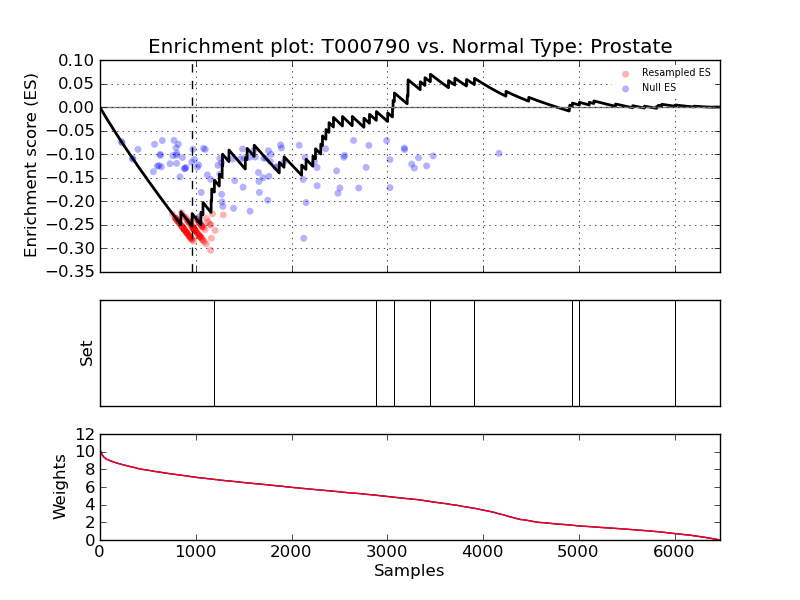 Enrichment plot: T000790 vs. Normal Type: Prostate
Enrichment score (ES)
0.10
0.05
0.00
−0.05
−0.10
−0.15
−0.20
−0.25
−0.30
−0.35
Resampled ES
Null ES
Set
Weights
12
10
8
6
4
2
0
0 1000 2000 3000 4000 5000 6000
Samples